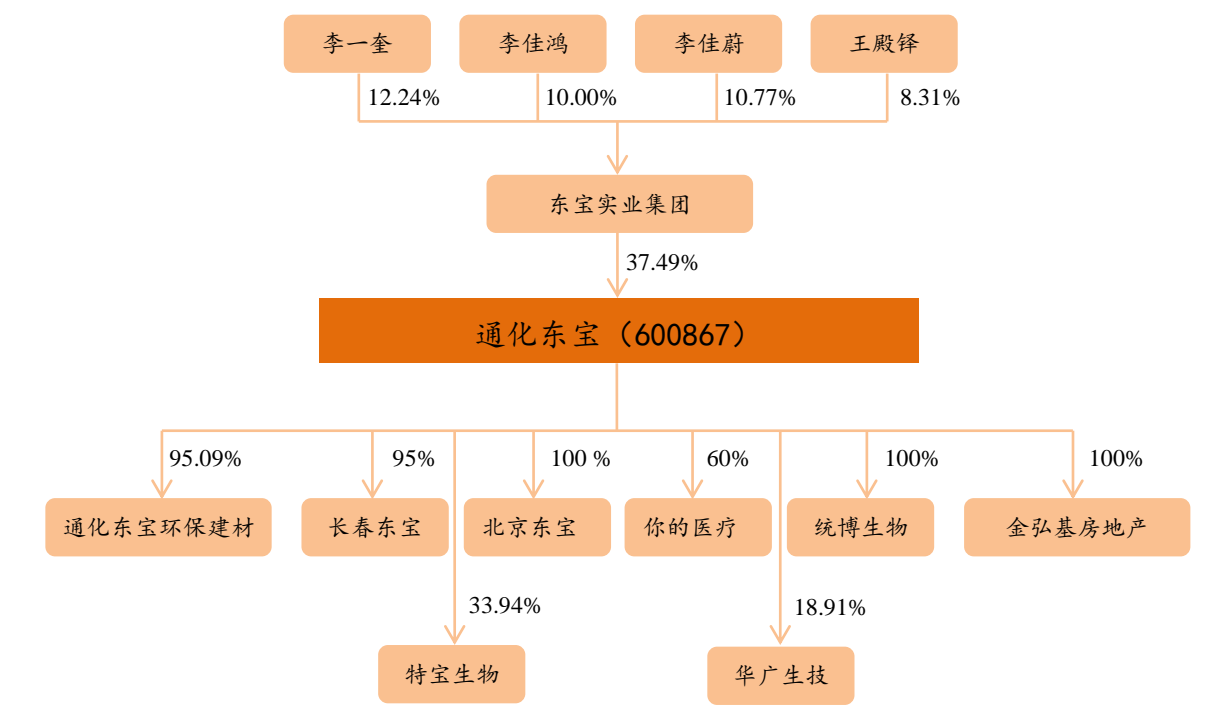 李一奎
李佳鸿
李佳蔚
王殿铎
12.24%
10.00%
10.77%
8.31%
东宝实业集团
37.49%
通化东宝（600867）
95.09%
95%
100 %
60%
100%
100%
通化东宝环保建材
长春东宝
北京东宝
你的医疗
统博生物
金弘基房地产
33.94%
18.91%
特宝生物
华广生技